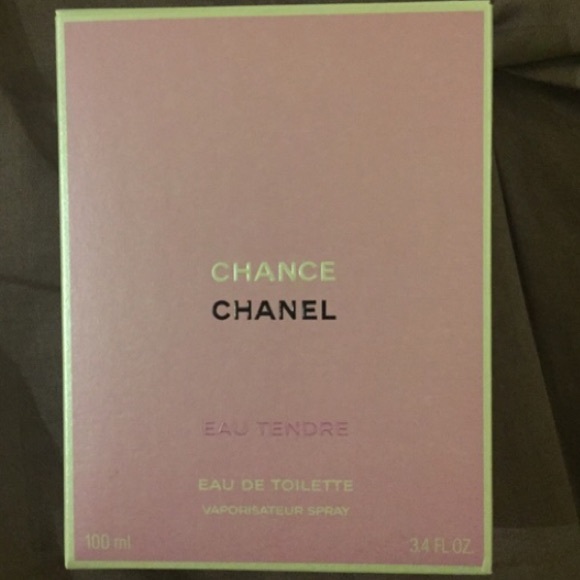 CHANCE
CHANEL
EAU TENDRE
EAU DE TOILETTE
VAPORISATEUR SPRAY
100 ml 3.4 FL. OZ.